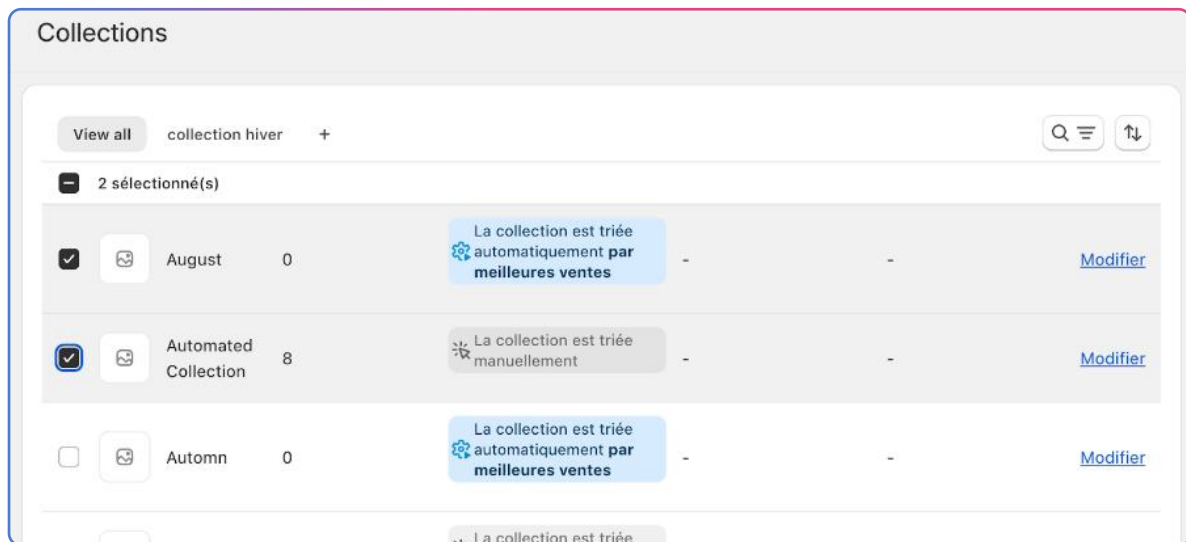 Collections
View all collection hiver +
2 sélectionné(s)
La collection est triée
August 0 automatiquement par - - Modifier
meilleures ventes
Automated La collection est triée
Collection 8 manuellement - - Modifier
La collection est triée
Automn 0 automatiquement par - - Modifier
meilleures ventes
La collection est triée